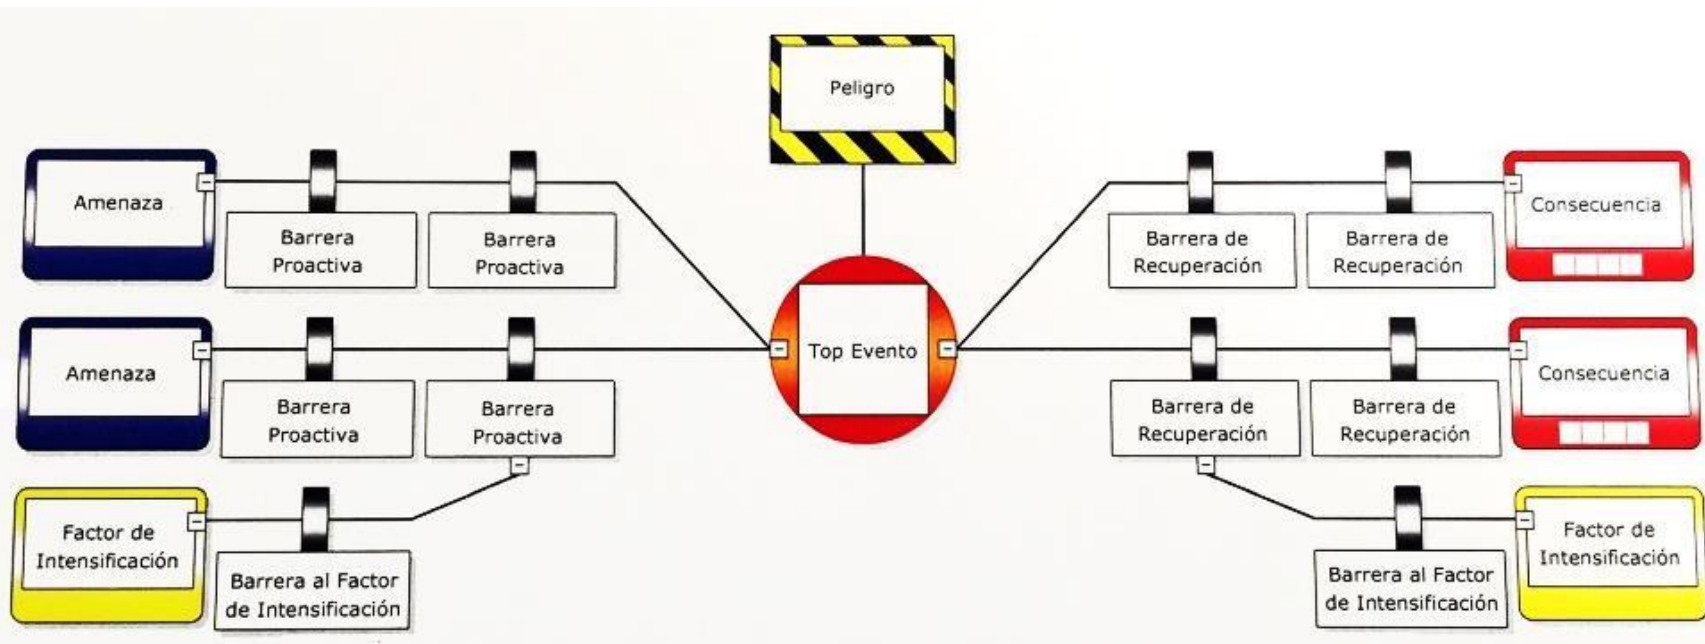 Peligro
Amenaza
Barrera
Proactiva
Barrera
Proactiva
Barrera de
Recuperación
Barrera de
Recuperación
Consecuencia
Top Evento
Amenaza
Barrera
Proactiva
Barrera
Proactiva
Barrera de
Recuperación
Barrera de
Recuperación
Consecuencia
Factor de
Intensificación
Barrera al Factor
de Intensificación
Barrera al Factor
de Intensificación
Factor de
Intensificación